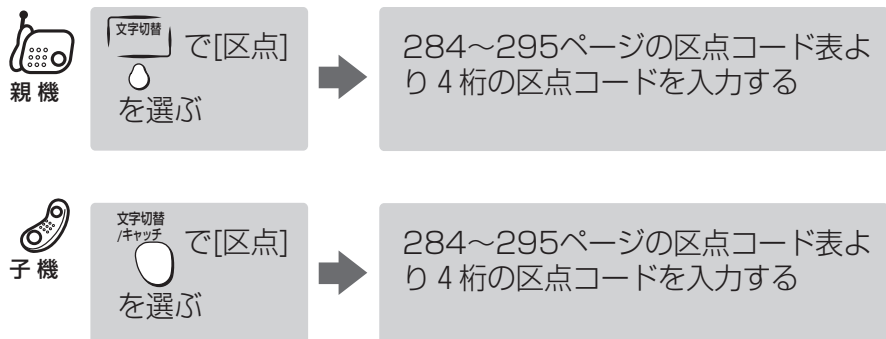 親機
文字切替
で[区点]
を選ぶ
284～295ページの区点コード表よ
り4桁の区点コードを入力する
子機
文字切替
/キャッチ
で[区点]
を選ぶ
284～295ページの区点コード表よ
り4桁の区点コードを入力する